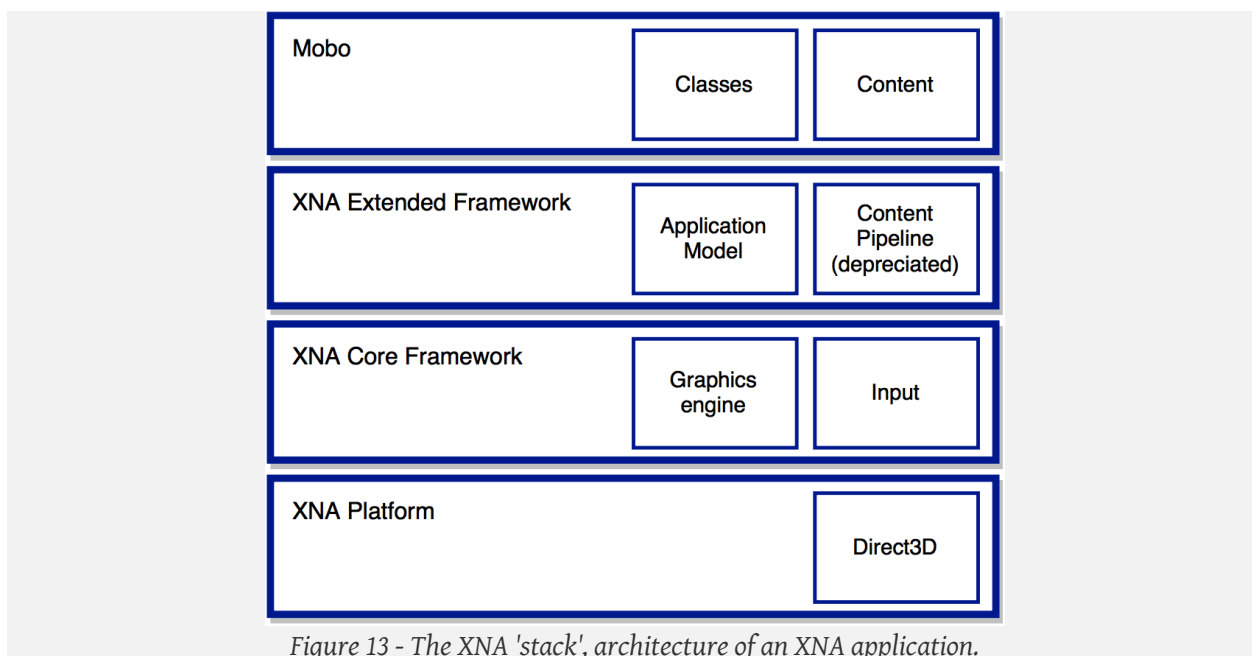 Mobo
Classes
Content
XNA Extended Framework
Application
Model
Content
Pipeline
(depreciated)
XNA Core Framework
Graphics
engine
Input
XNA Platform
Direct3D
Figure 13 - The XNA 'stack', architecture of an XNA application.